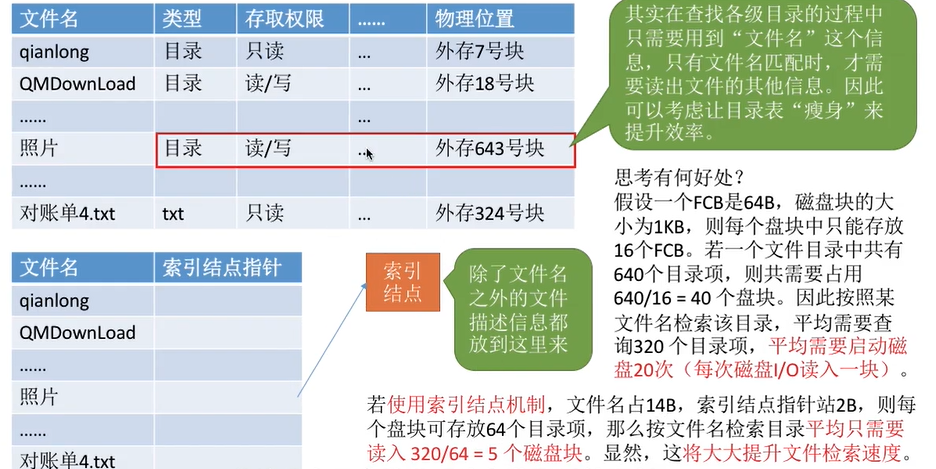 文件名 类型 存取权限 …… 物理位置
qianlong 目录 只读 … 外存7号块
QMDownLoad 目录 读/写 … 外存18号块
…… …
照片 目录 读/写 … 外存643号块
……
对账单4.txt txt 只读 … 外存324号块
其实在查找各级目录的过程中
只需要用到“文件名”这个信
息，只有文件名匹配时，才需
要读出文件的其他信息。因此
可以考虑让目录表“瘦身”来
提升效率。
文件名 索引结点指针
qianlong
QMDownLoad
……
照片
……
对账单4.txt
索引
结点
除了文件名
之外的文件
描述信息都
放到这里来
思考有何好处？
假设一个FCB是64B，磁盘块的大
小为1KB，则每个盘块中只能存放
16个FCB。若一个文件目录中共有
640个目录项，则共需要占用
640/16 = 40 个盘块。因此按照某
文件名检索该目录，平均需要查
询320 个目录项，平均需要启动磁
盘20次（每次磁盘I/O读入一块）。
若使用索引结点机制，文件名占14B，索引结点指针站2B，则每
个盘块可存放64个目录项，那么按文件名检索目录平均只需要
读入 320/64 = 5 个磁盘块。显然，这将大大提升文件检索速度。